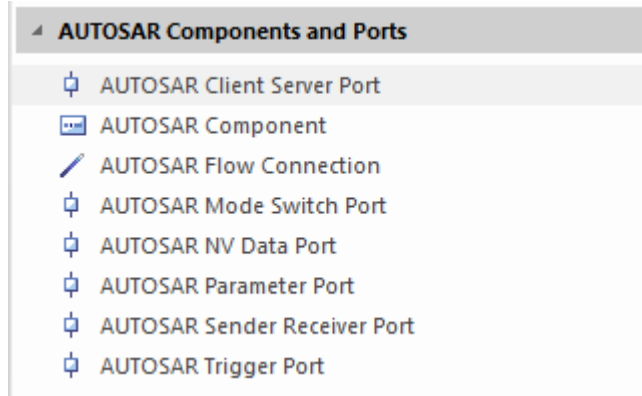 AUTOSAR Components and Ports
AUTOSAR Client Server Port
AUTOSAR Component
AUTOSAR Flow Connection
AUTOSAR Mode Switch Port
AUTOSAR NV Data Port
AUTOSAR Parameter Port
AUTOSAR Sender Receiver Port
AUTOSAR Trigger Port